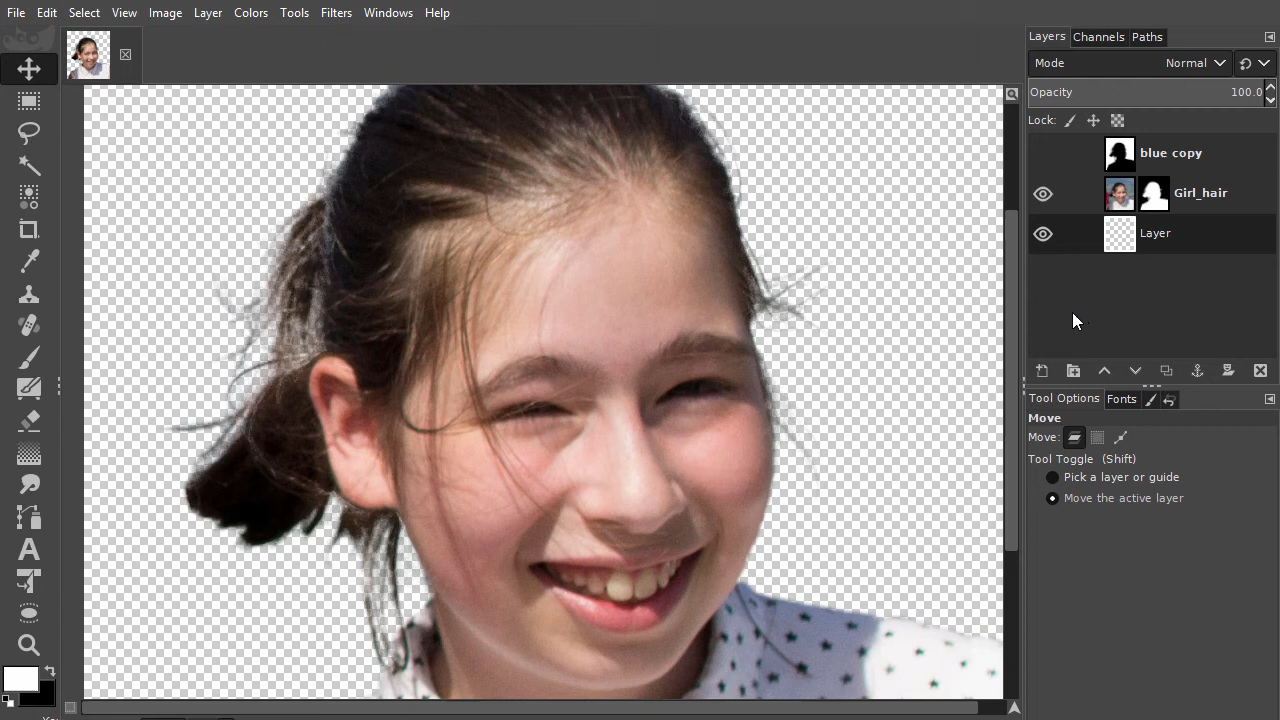 File Edit Select View Image Layer Colors Tools Filters Windows Help
Layers Channels Paths
Mode Normal
Opacity 100.0
Lock:
blue copy
Girl_hair
Layer
Tool Options Fonts
Move
Move:
Tool Toggle (Shift)
Pick a layer or guide
Move the active layer